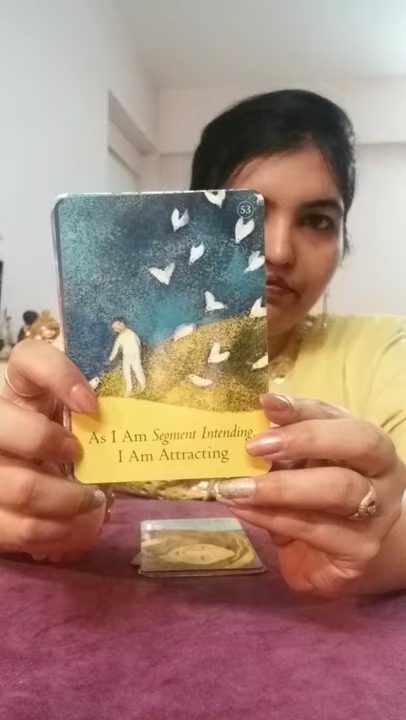 53
As I Am Segment Intending
I Am Attracting